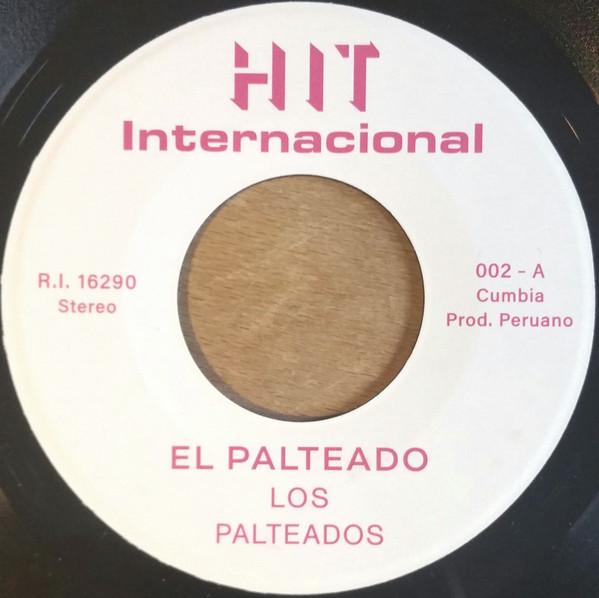 HIT
Internacional
R.I. 16290
Stereo
002 - A
Cumbia
Prod. Peruano
EL PALTEADO
LOS
PALTEADOS